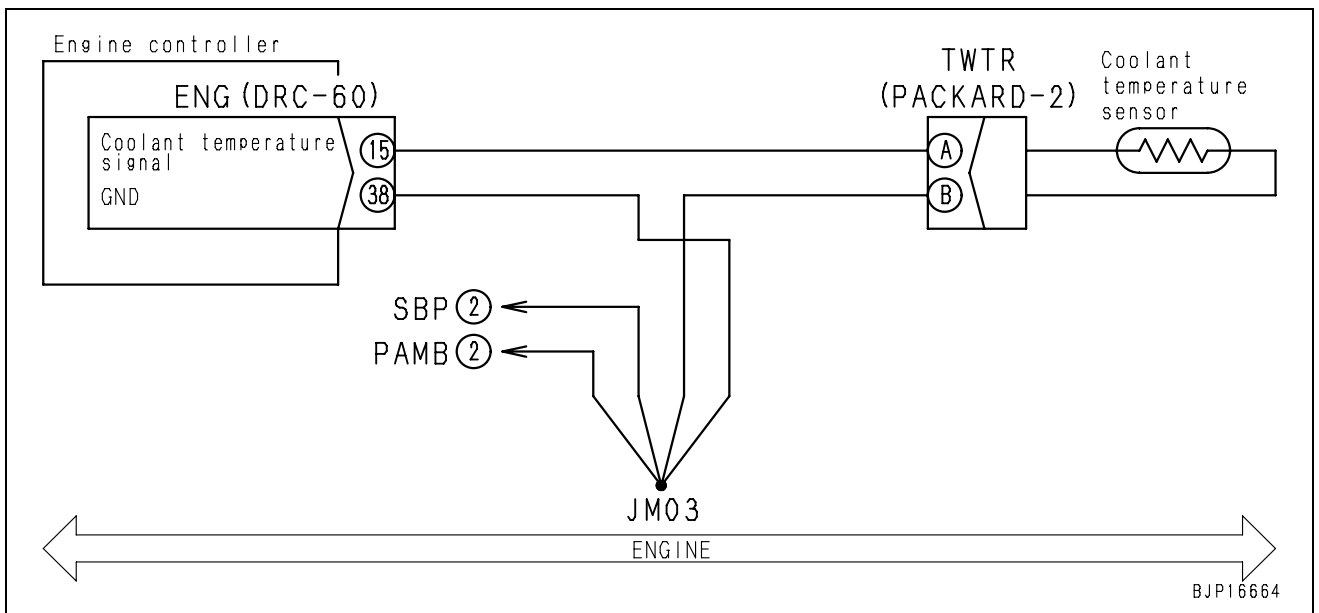 Engine controller
ENG (DRC-60)
Coolant temperature
signal
15
GND
38
TWTR
(PACKARD-2)
A
B
Coolant
temperature
sensor
SBP 2
PAMB 2
JM03
ENGINE
BJP16664